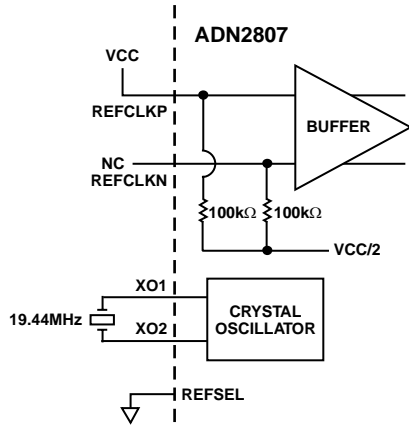 ADN2807
VCC
REFCLKP
BUFFER
NC
REFCLKN
100kΩ 100kΩ
VCC/2
XO1
19.44MHz
XO2
CRYSTAL
OSCILLATOR
REFSEL